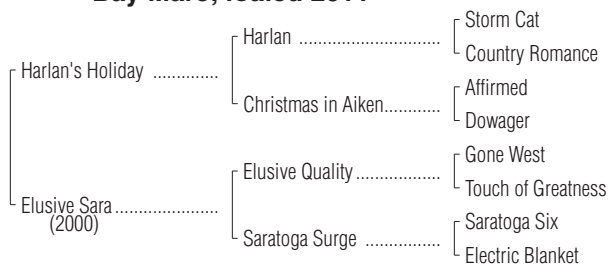 Bay Mare; foaled 2011
Storm Cat
Harlan
Country Romance
Harlan's Holiday
Affirmed
Christmas in Aiken
Dowager
Gone West
Elusive Quality
Touch of Greatness
Elusive Sara
(2000)
Saratoga Six
Saratoga Surge
Electric Blanket